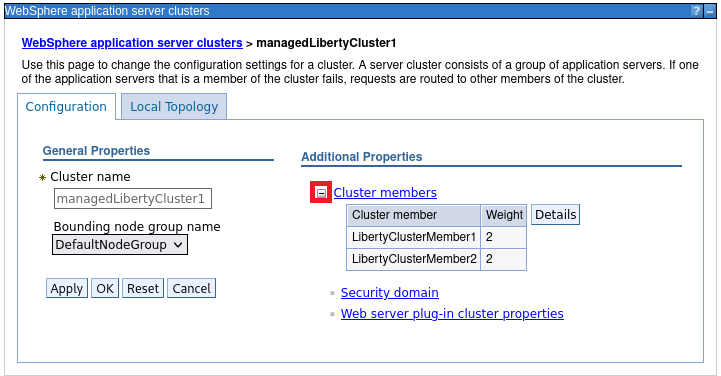 WebSphere application server clusters ? –
WebSphere application server clusters > managedLibertyCluster1
Use this page to change the configuration settings for a cluster. A server cluster consists of a group of application servers. If one
of the application servers that is a member of the cluster fails, requests are routed to other members of the cluster.
Configuration Local Topology
General Properties
* Cluster name
managedLibertyCluster1
Bounding node group name
DefaultNodeGroup
Apply OK Reset Cancel
Additional Properties
Cluster members
Cluster member Weight Details
LibertyClusterMember1 2
LibertyClusterMember2 2
Security domain
Web server plug-in cluster properties